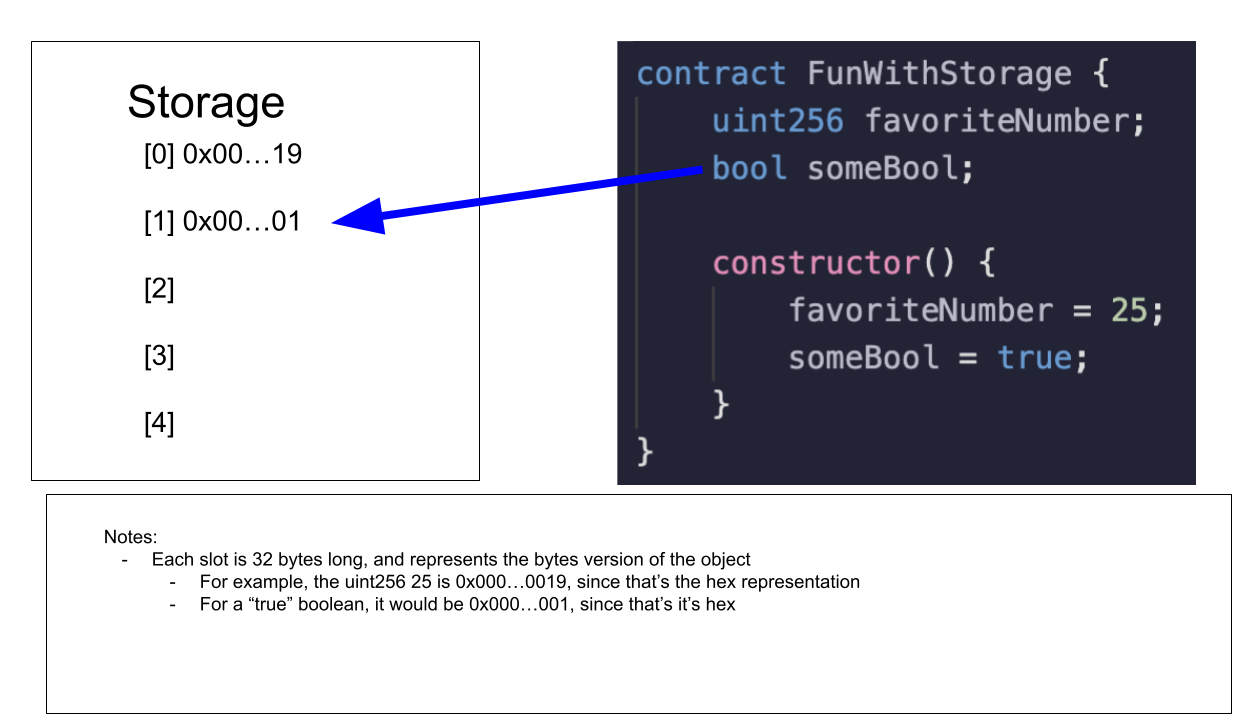 Storage
[0] 0x00…19
[1] 0x00…01
[2]
[3]
[4]
contract FunWithStorage {
uint256 favoriteNumber;
bool someBool;
constructor() {
favoriteNumber = 25;
someBool = true;
}
}
Notes:
- Each slot is 32 bytes long, and represents the bytes version of the object
- For example, the uint256 25 is 0x000…0019, since that’s the hex representation
- For a “true” boolean, it would be 0x000…001, since that’s it’s hex